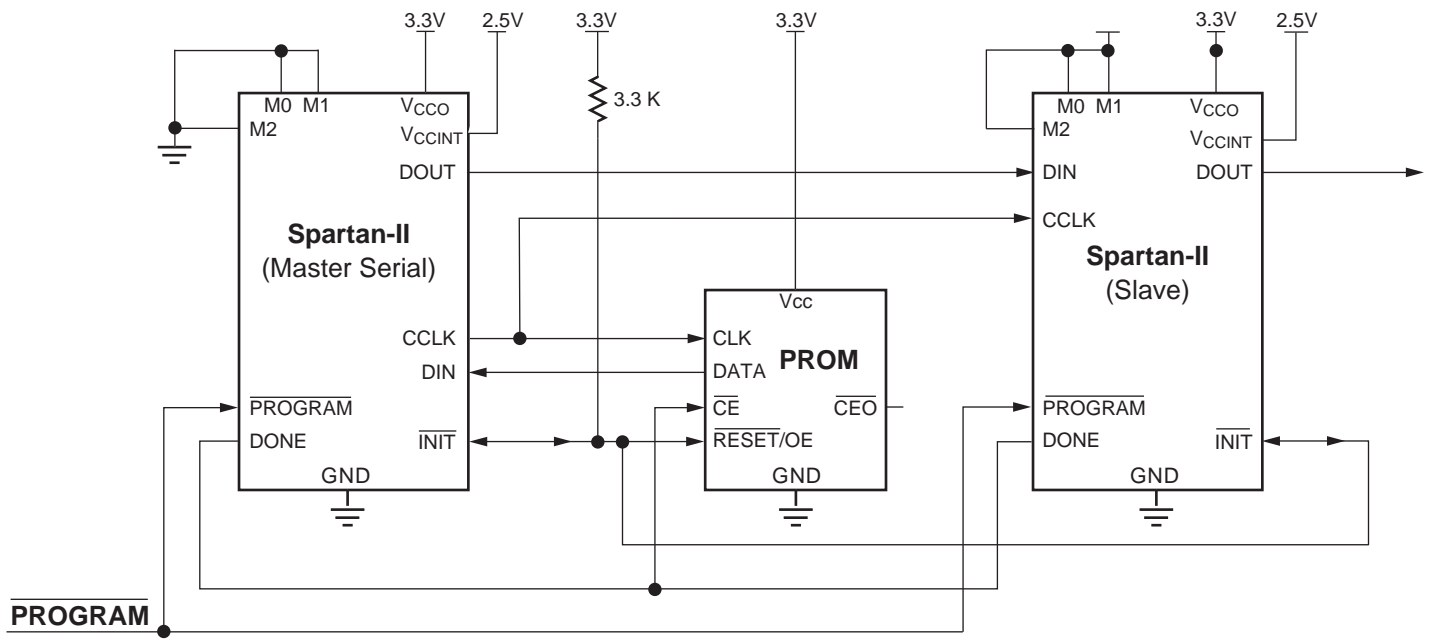 3.3V 2.5V 3.3V 3.3V 3.3V 2.5V
3.3 K
M0 M1 VCCO
M2 VCCINT
DOUT
Spartan-II
(Master Serial)
CCLK
DIN
PROGRAM
DONE INIT
GND
Vcc
CLK
PROM
DATA
CE CEO
RESET/OE
GND
M0 M1 VCCO
M2 VCCINT
DIN DOUT
CCLK
Spartan-II
(Slave)
PROGRAM
DONE INIT
GND
PROGRAM